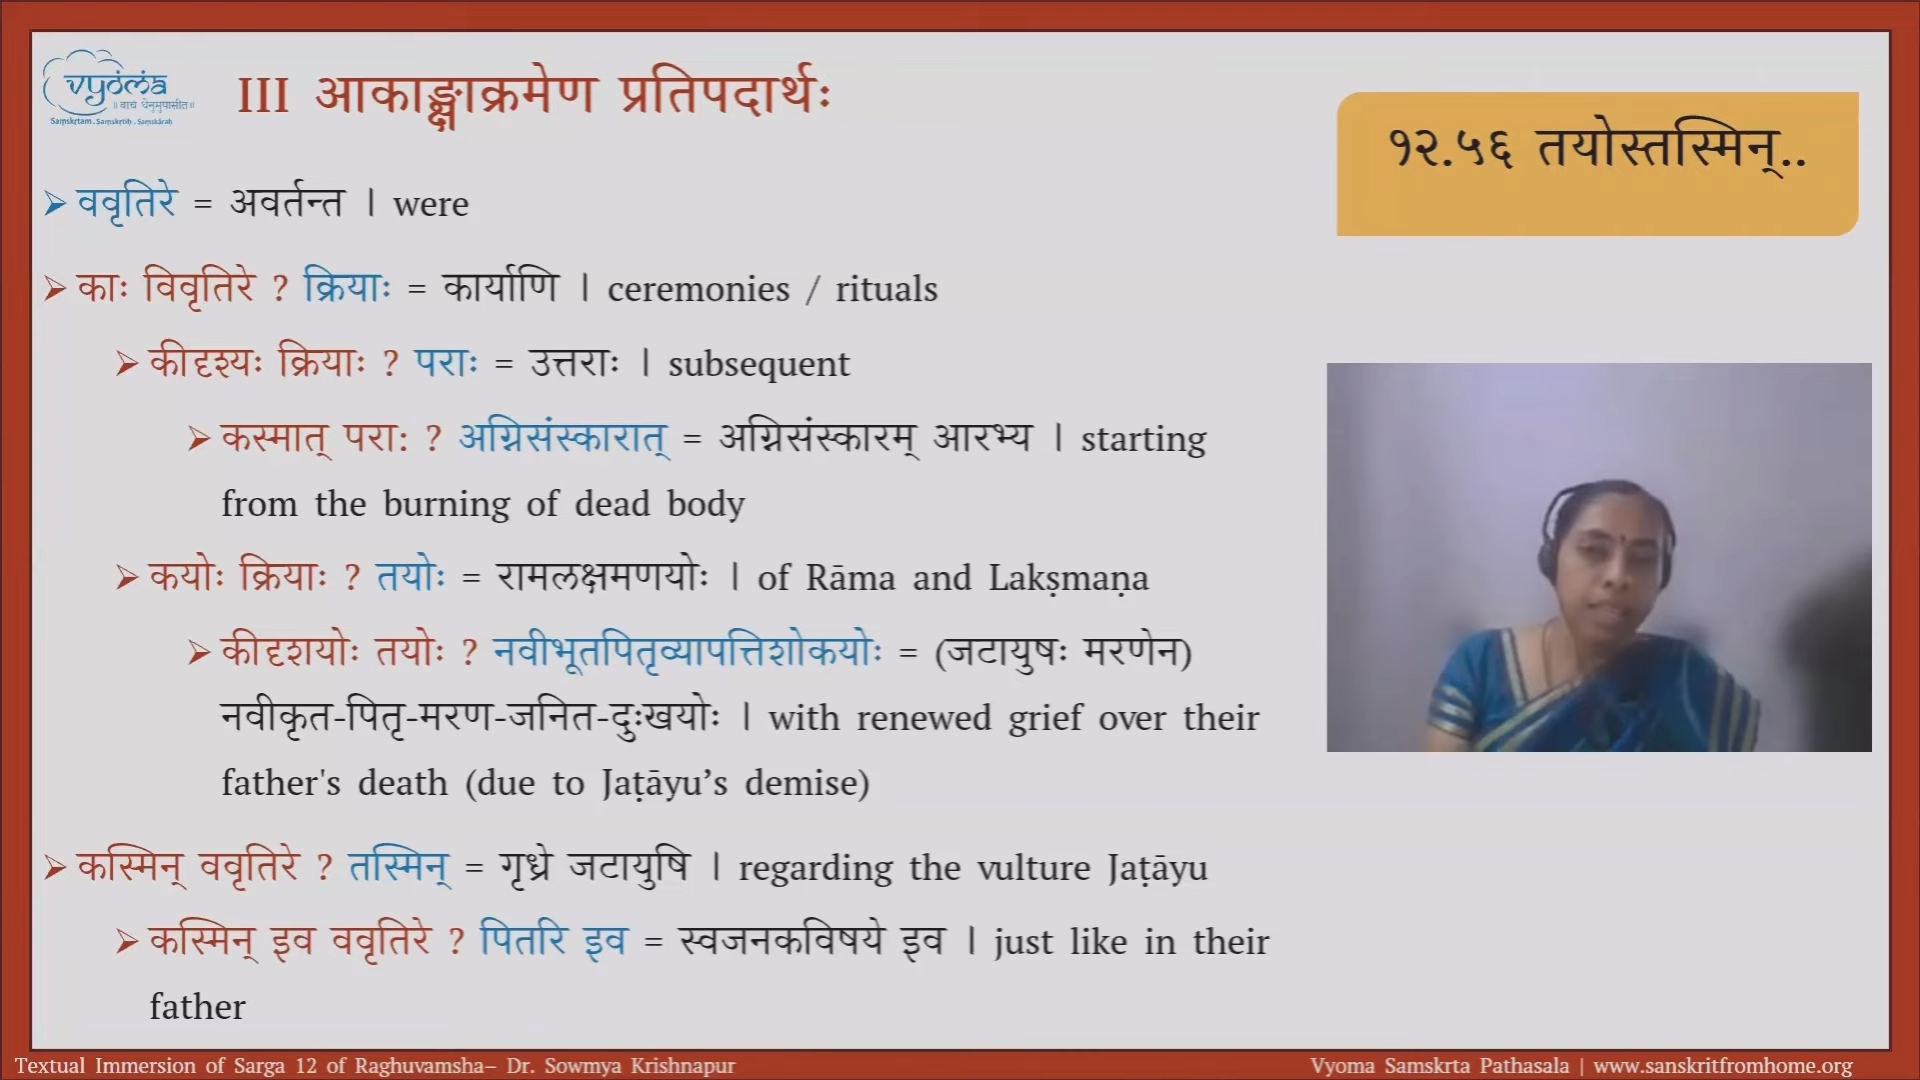 vyoma
॥ वाचं धेनुमुपासीत॥
Saṃskṛtam . Saṃskṛtiḥ . Saṃskāraḥ
III आकाङ्क्षाक्रमेण प्रतिपदार्थः
१२.५६ तयोस्तस्मिन्..
➢ ववृतिरे = अवर्तन्त । were
➢ काः विवृतिरे ? क्रियाः = कार्याणि । ceremonies / rituals
➢ कीदृश्यः क्रियाः ? पराः = उत्तराः । subsequent
➢ कस्मात् परा: ? अग्निसंस्कारात् = अग्निसंस्कारम् आरभ्य । starting
from the burning of dead body
➢ कयोः क्रियाः ? तयोः = रामलक्षमणयोः । of Rāma and Lakṣmaṇa
➢ कीदृशयोः तयोः ? नवीभूतपितृव्यापत्तिशोकयोः = (जटायुषः मरणेन)
नवीकृत-पितृ-मरण-जनित-दुःखयोः । with renewed grief over their
father's death (due to Jaṭāyu’s demise)
➢ कस्मिन् ववृतिरे ? तस्मिन् = गृध्रे जटायुषि । regarding the vulture Jaṭāyu
➢ कस्मिन् इव ववृतिरे ? पितरि इव = स्वजनकविषये इव । just like in their
father
Textual Immersion of Sarga 12 of Raghuvamsha– Dr. Sowmya Krishnapur
Vyoma Samskrta Pathasala | www.sanskritfromhome.org